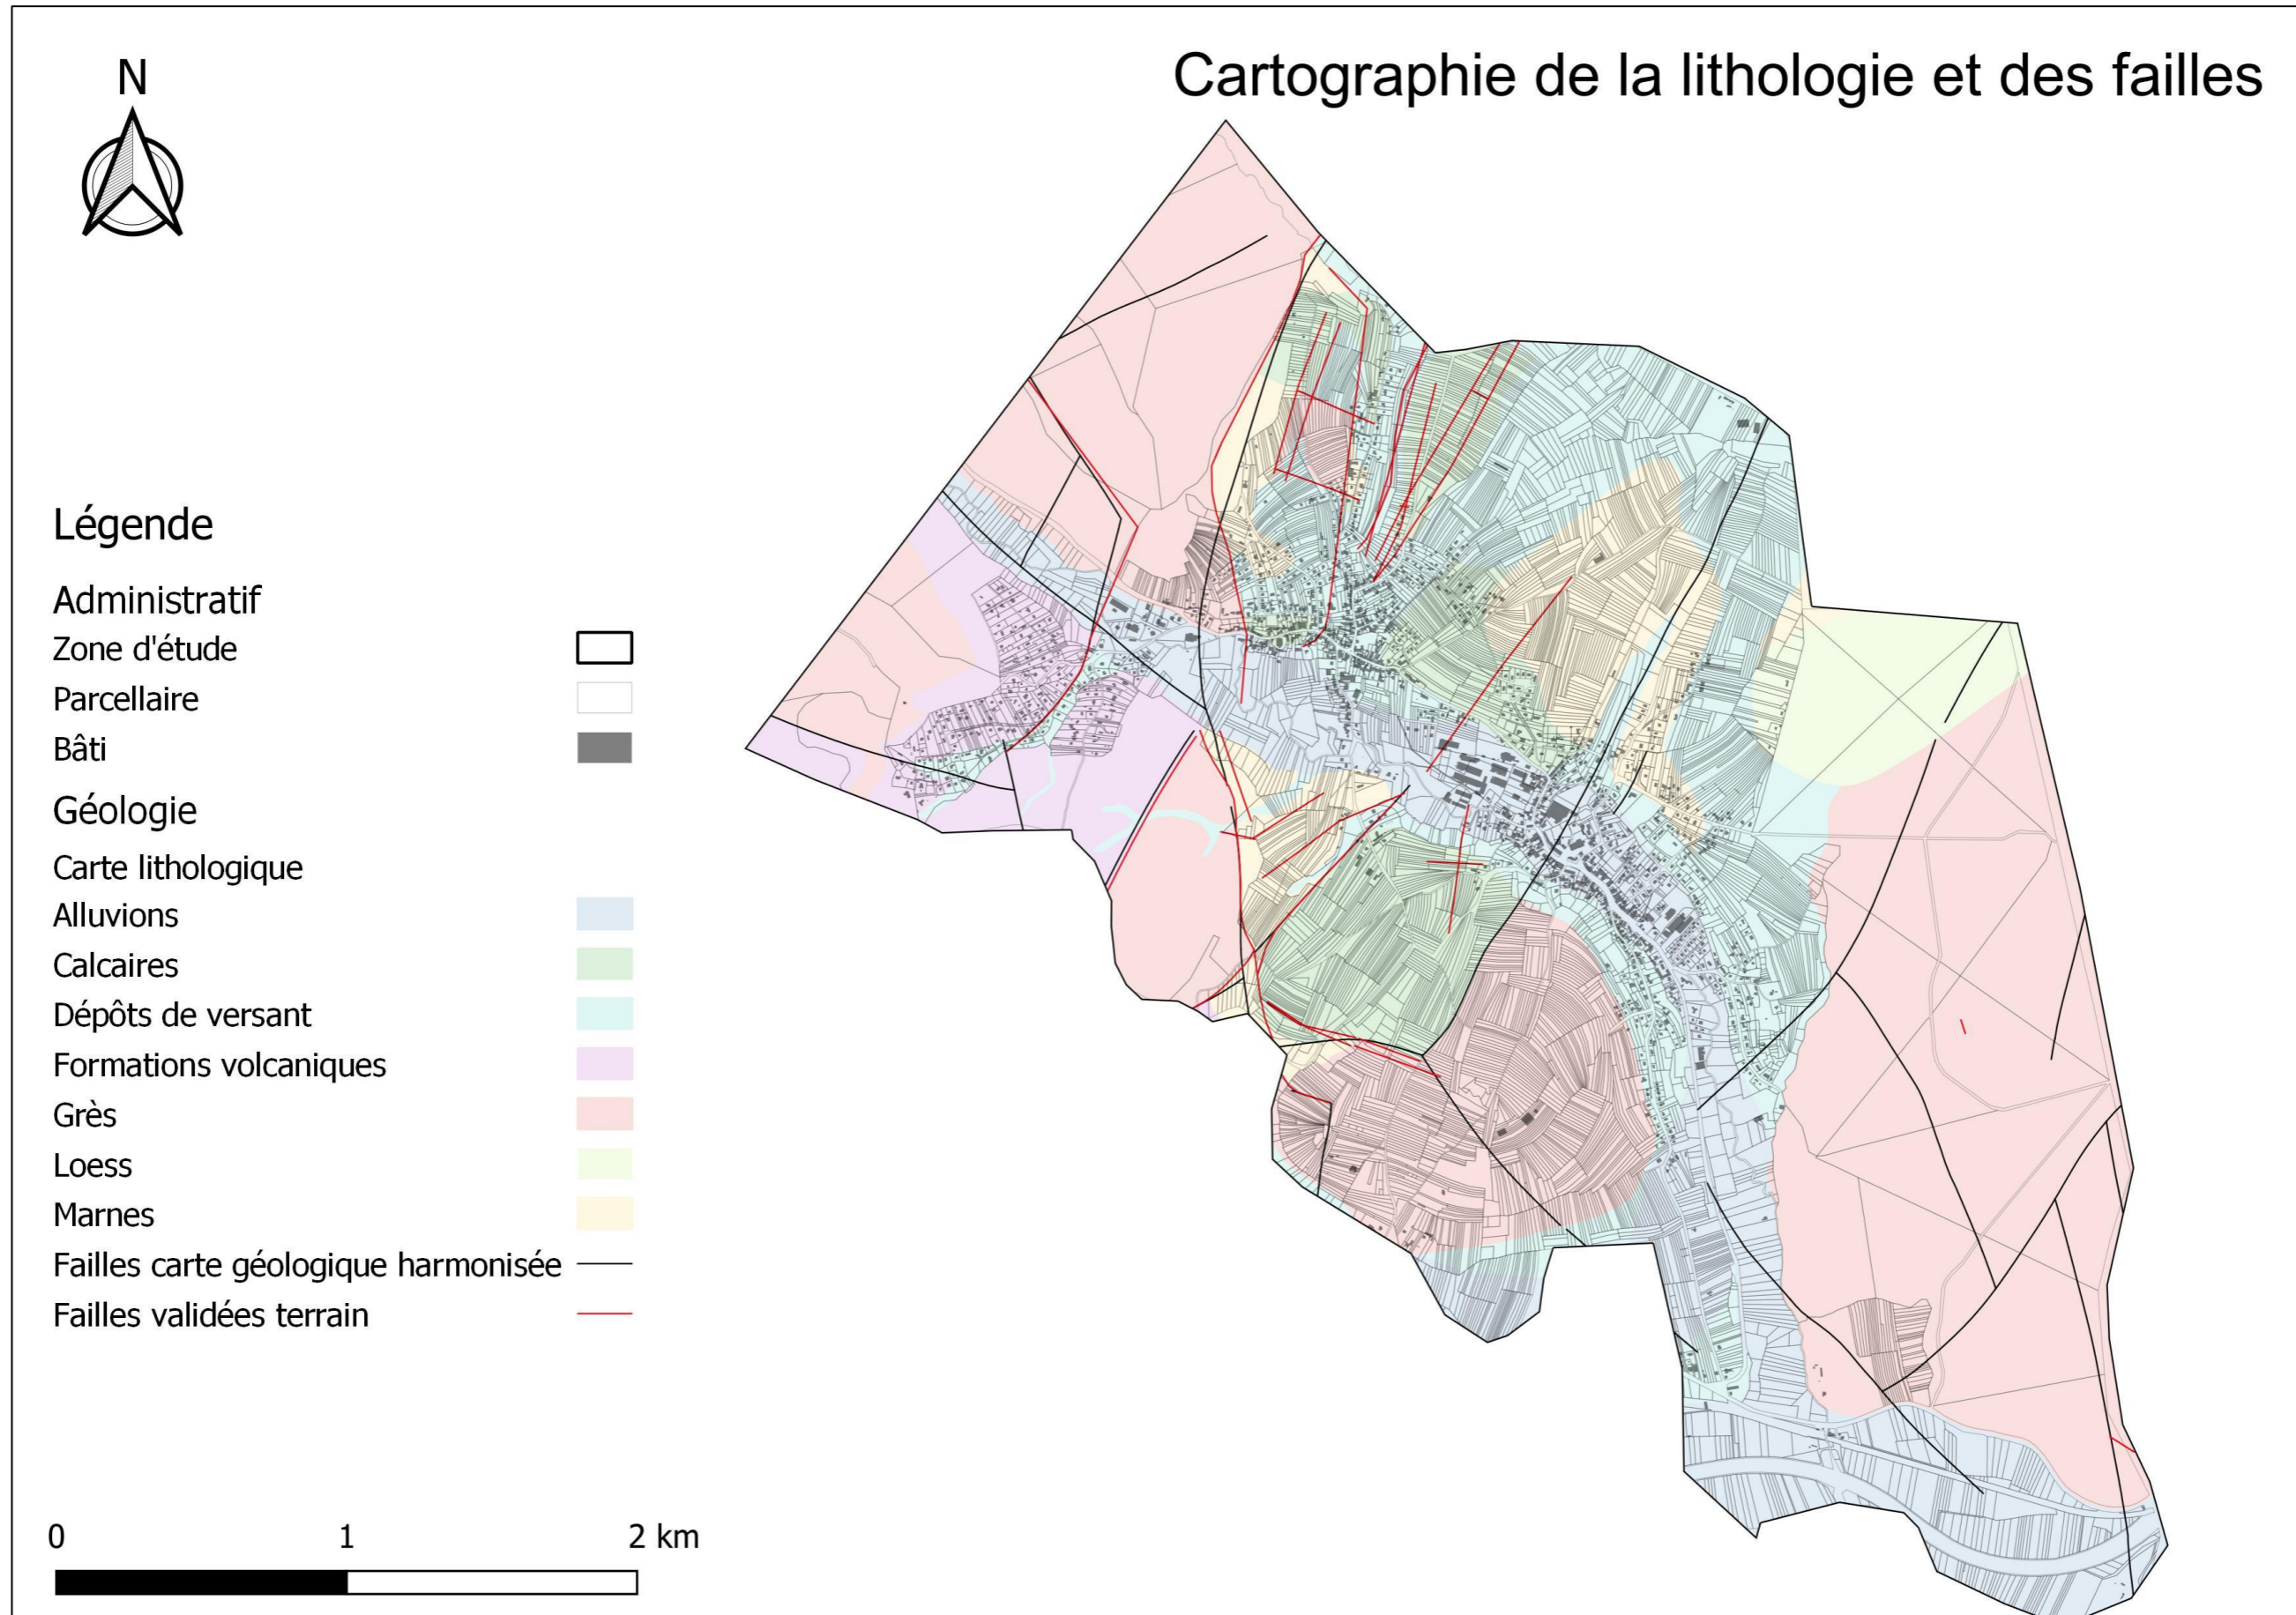 Cartographie de la lithologie et des failles
N
Légende
Administratif
Zone d'étude
Parcellaire
Bâti
Géologie
Carte lithologique
Alluvions
Calcaires
Dépôts de versant
Formations volcaniques
Grès
Loess
Marnes
Failles carte géologique harmonisée
Failles validées terrain
0 1 2 km